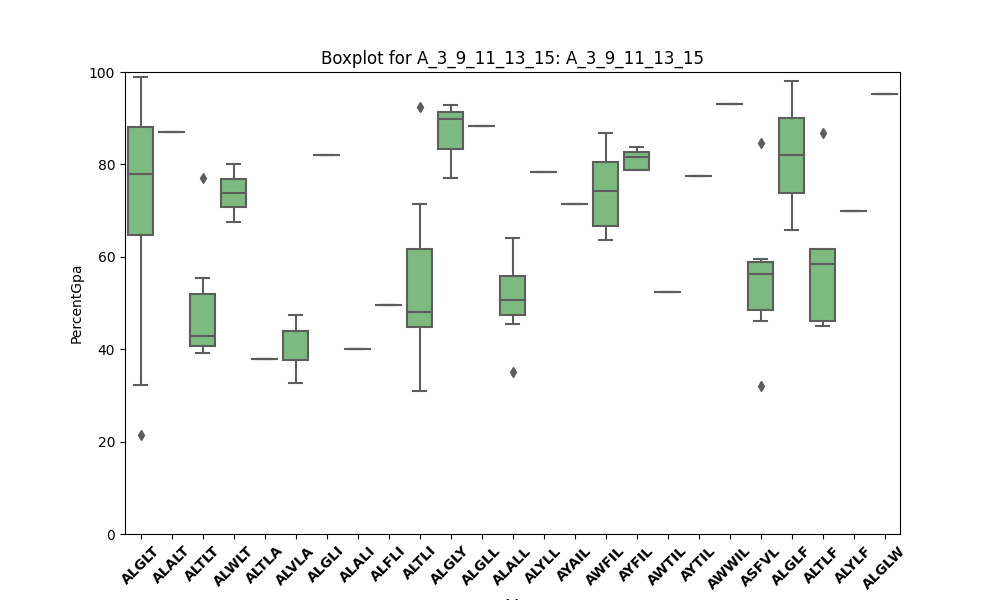 Boxplot for A_3_9_11_13_15: A_3_9_11_13_15
PercentGpa
100
80
60
40
20
0
ALGLT ALALT ALTLT ALWLT ALTLA ALVLA ALGLI ALALI ALFLI ALTLI ALGLY ALGLL ALALL ALYLL AYAIL AWFIL AYFIL AWTIL AYTIL AWWIL ASFVL ALGLF ALTLF ALYLF ALGLW